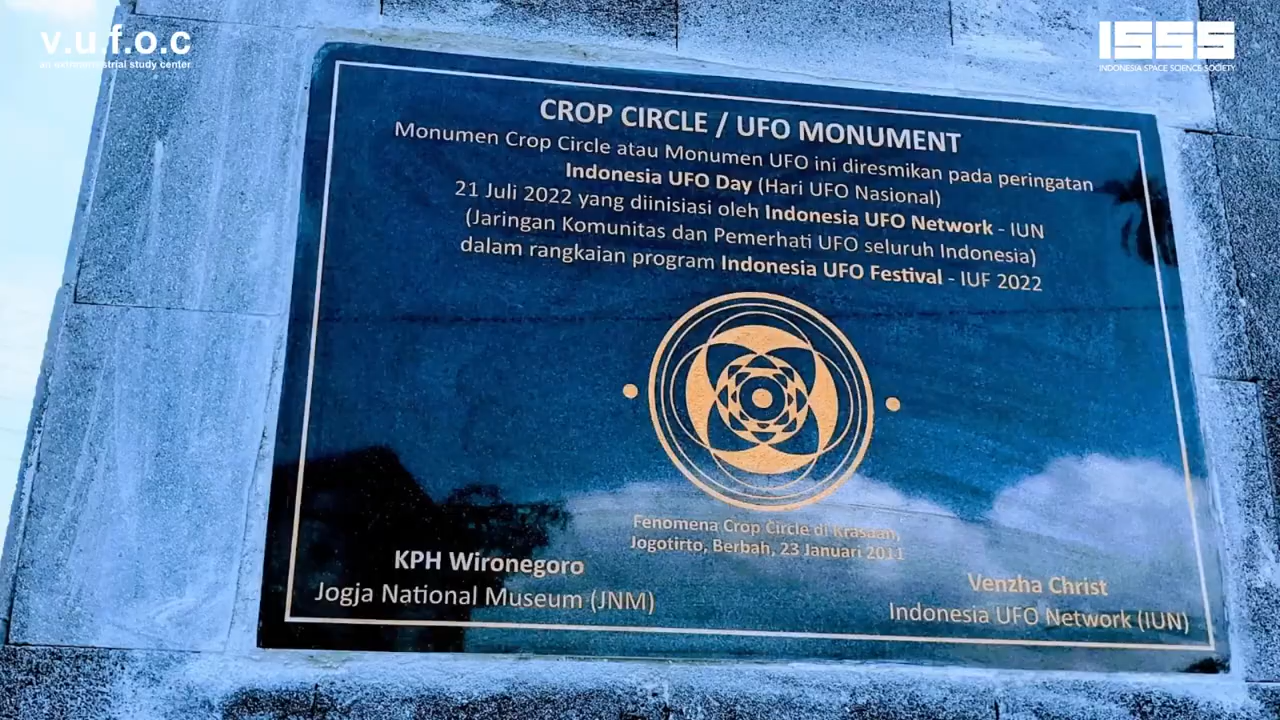 v.u.f.o.c
an extraterrestrial study center
ISSS
INDONESIA SPACE SCIENCE SOCIETY
CROP CIRCLE / UFO MONUMENT
Monumen Crop Circle atau Monumen UFO ini diresmikan pada peringatan
Indonesia UFO Day (Hari UFO Nasional)
21 Juli 2022 yang diinisiasi oleh Indonesia UFO Network - IUN
(Jaringan Komunitas dan Pemerhati UFO seluruh Indonesia)
dalam rangkaian program Indonesia UFO Festival - IUF 2022
Fenomena Crop Circle di Krasaan,
Jogotirto, Berbah, 23 Januari 2011
KPH Wironegoro
Jogja National Museum (JNM)
Venzha Christ
Indonesia UFO Network (IUN)